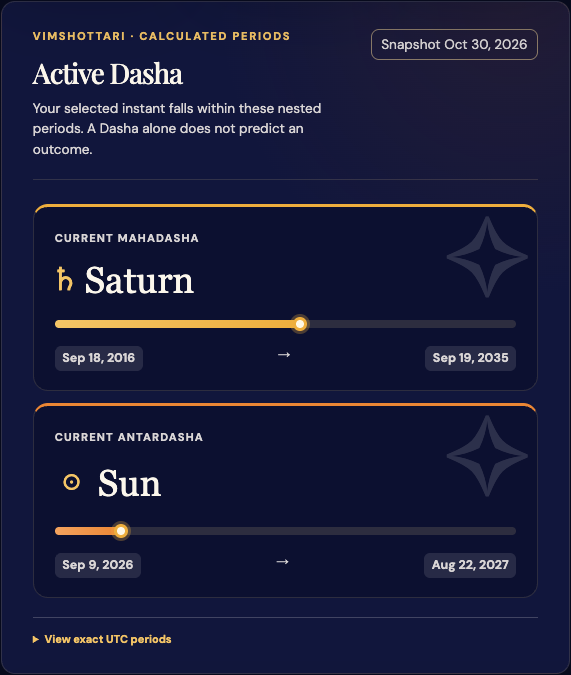 VIMSHOTTARI · CALCULATED PERIODS
Snapshot Oct 30, 2026
Active Dasha
Your selected instant falls within these nested
periods. A Dasha alone does not predict an
outcome.
CURRENT MAHADASHA
♄ Saturn
Sep 18, 2016 → Sep 19, 2035
CURRENT ANTARDASHA
☉ Sun
Sep 9, 2026 → Aug 22, 2027
▶ View exact UTC periods